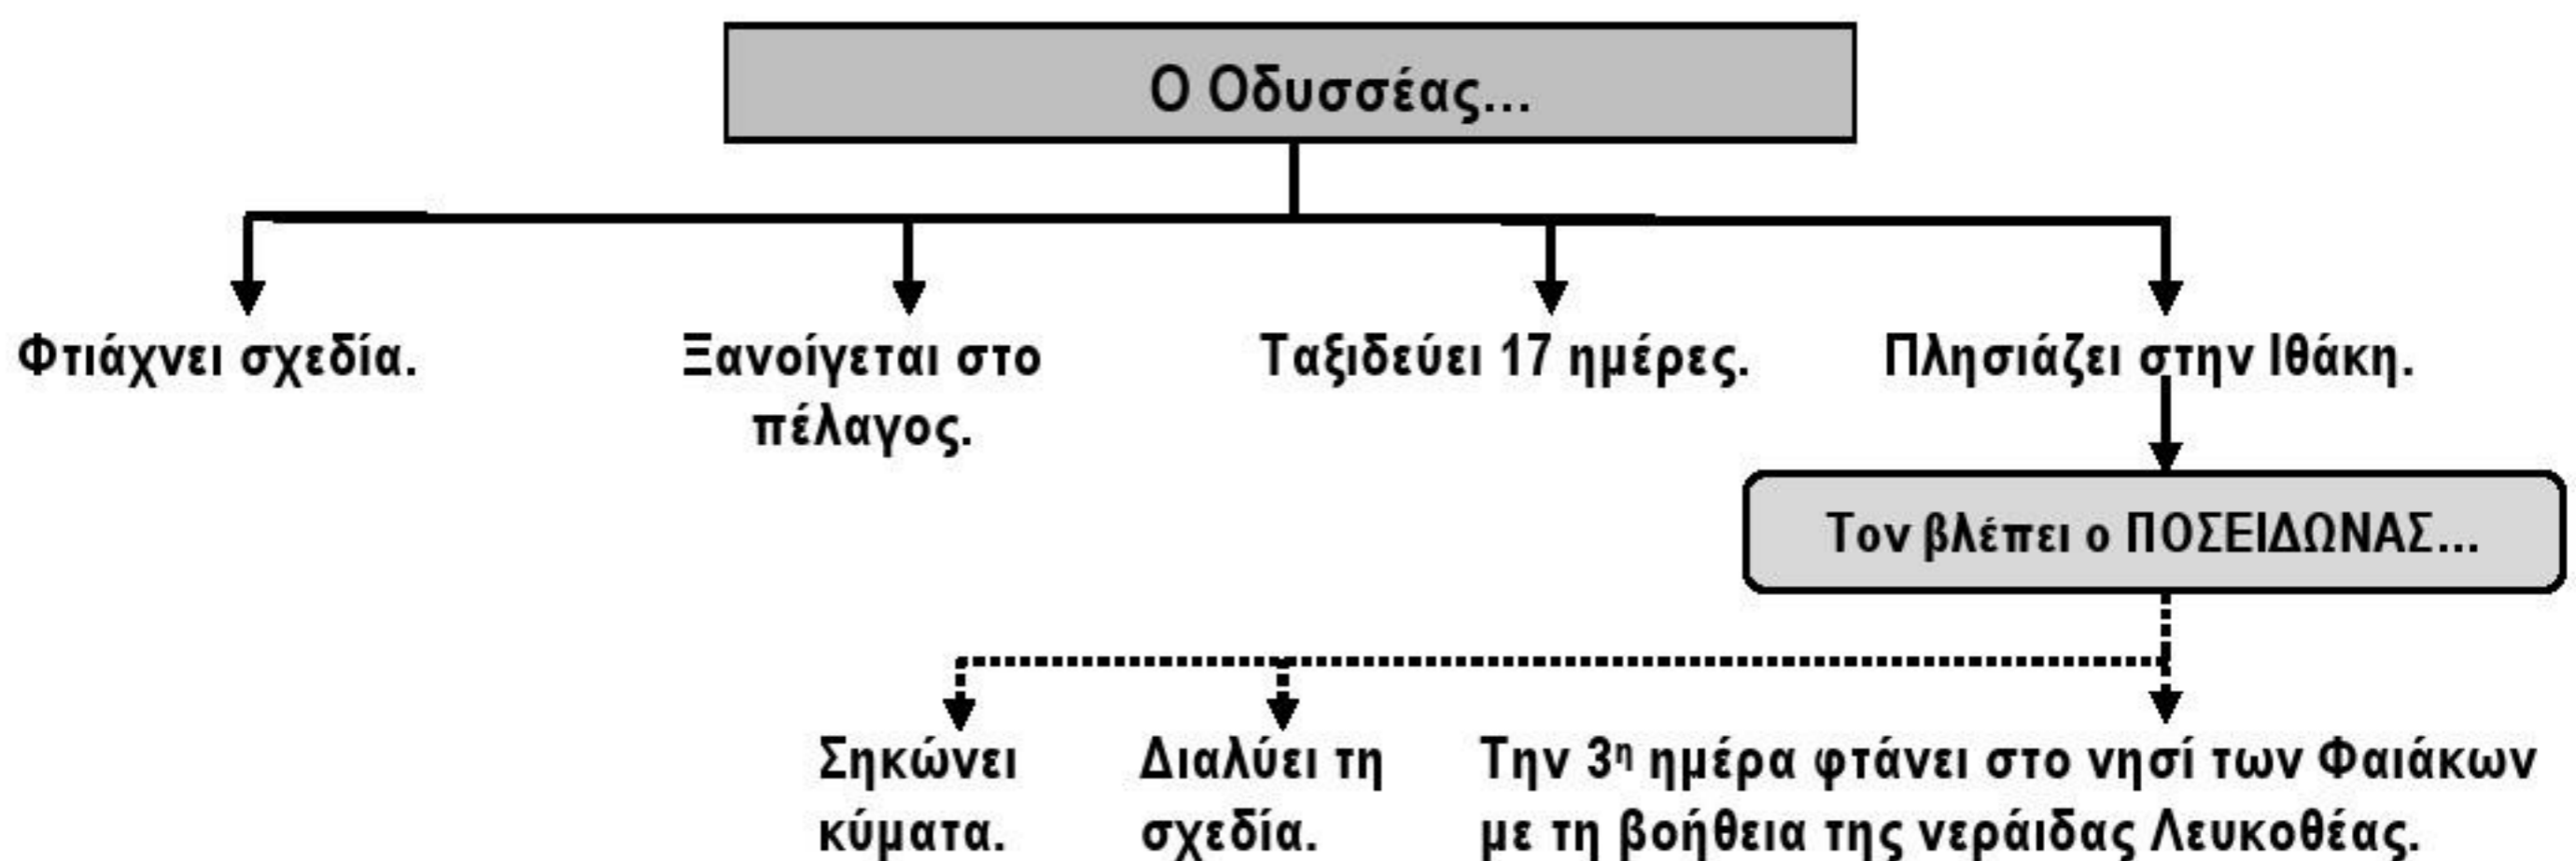 Ο Οδυσσέας...
Φτιάχνει σχεδία.
Ξανοίγεται στο
πέλαγος.
Ταξιδεύει 17 ημέρες.
Πλησιάζει στην Ιθάκη.
Τον βλέπει ο ΠΟΣΕΙΔΩΝΑΣ...
Σηκώνει
κύματα.
Διαλύει τη
σχεδία.
Την 3η ημέρα φτάνει στο νησί των Φαιάκων
με τη βοήθεια της νεράιδας Λευκοθέας.